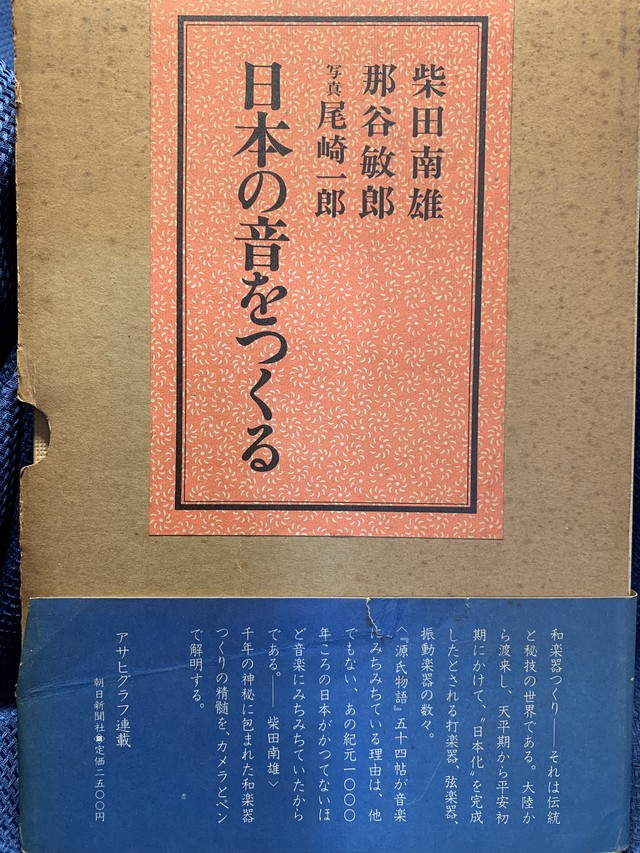 柴田南雄
那谷敏郎
写真 尾崎一郎
日本の音をつくる
和楽器づくり――それは伝統
と秘技の世界である。大陸か
ら渡来し、天平期から平安初
期にかけて、〝日本化〟を完成
したとされる打楽器、弦楽器、
振動楽器の数々。
〈『源氏物語』五十四帖が音楽
にみちみちている理由は、他
でもない、あの紀元一〇〇〇
年ころの日本がかつてないほ
ど音楽にみちみちていたから
である。――柴田南雄〉
千年の神秘に包まれた和楽器
つくりの精髄を、カメラとペン
で解明する。
アサヒグラフ連載
朝日新聞社 定価二五〇〇円